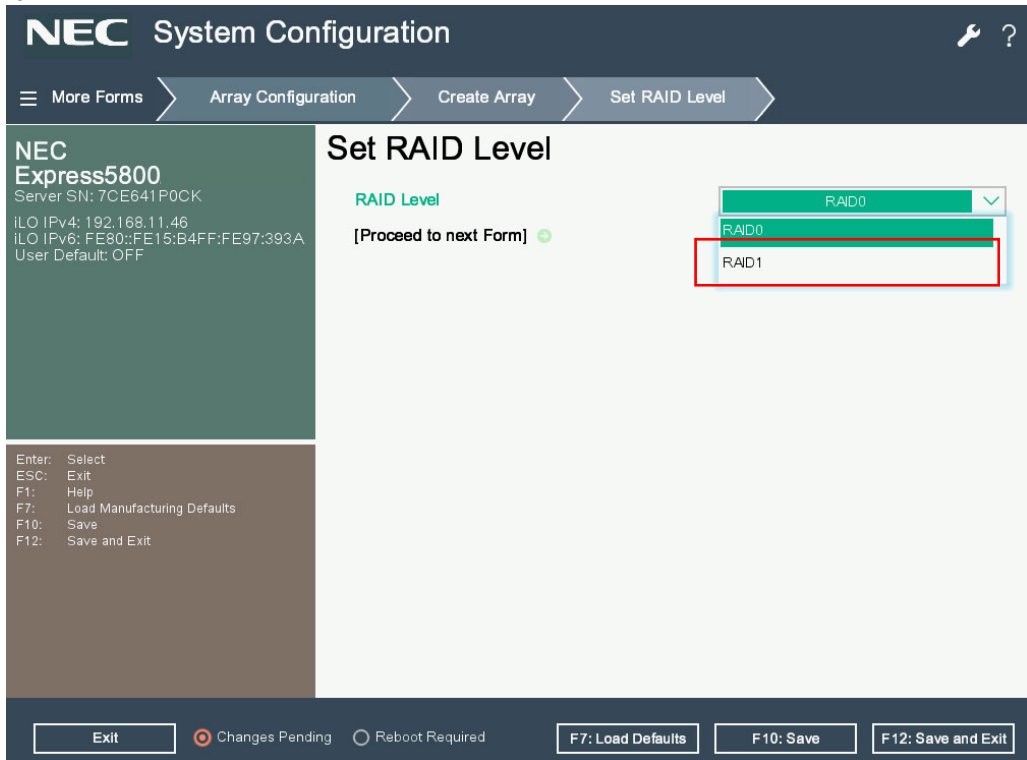 NEC System Configuration ?
More Forms Array Configuration Create Array Set RAID Level
NEC
Express5800
Server SN: 7CE641P0CK
iLO IPv4: 192.168.11.46
iLO IPv6: FE80::FE15:B4FF:FE97:393A
User Default: OFF
Set RAID Level
RAID Level RAID0
[Proceed to next Form]
RAID0
RAID1
Enter: Select
ESC: Exit
F1: Help
F7: Load Manufacturing Defaults
F10: Save
F12: Save and Exit
Exit Changes Pending Reboot Required F7: Load Defaults F10: Save F12: Save and Exit